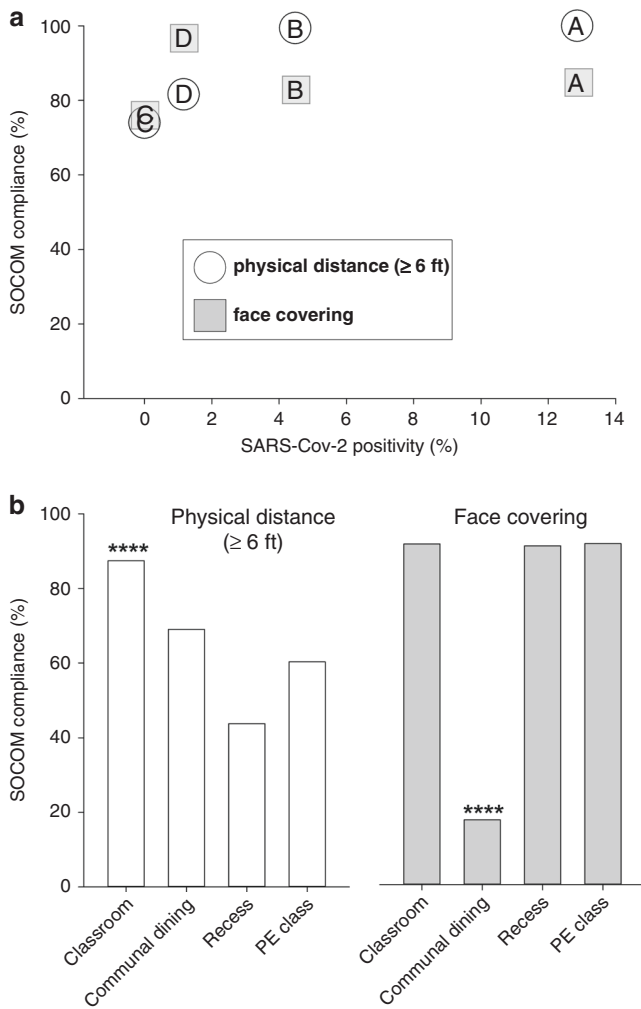 a
100
80
60
40
20
0
SOCOM compliance (%)
A
B
D
A
B
D
C
C
physical distance (≥ 6 ft)
face covering
0 2 4 6 8 10 12 14
SARS-Cov-2 positivity (%)
b
100
80
60
40
20
0
SOCOM compliance (%)
Physical distance
(≥ 6 ft)
Face covering
****
****
Classroom
Communal dining
Recess
PE class
Classroom
Communal dining
Recess
PE class